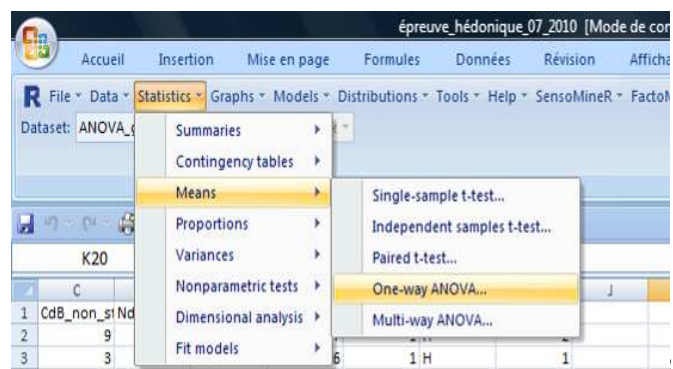 épreuve_hédonique_07_2010 [Mode de con
Accueil Insertion Mise en page Formules Données Révision Afficha
R File Data Statistics Graphs Models Distributions Tools Help SensoMineR FactoM
Dataset: ANOVA_
Summaries
Contingency tables
Means
Proportions
Variances
Nonparametric tests
Dimensional analysis
Fit models
Single-sample t-test...
Independent samples t-test...
Paired t-test...
One-way ANOVA...
Multi-way ANOVA...
K20
C J
1 CdB_non_st Nd
2 9
3 3 6 1 H 1